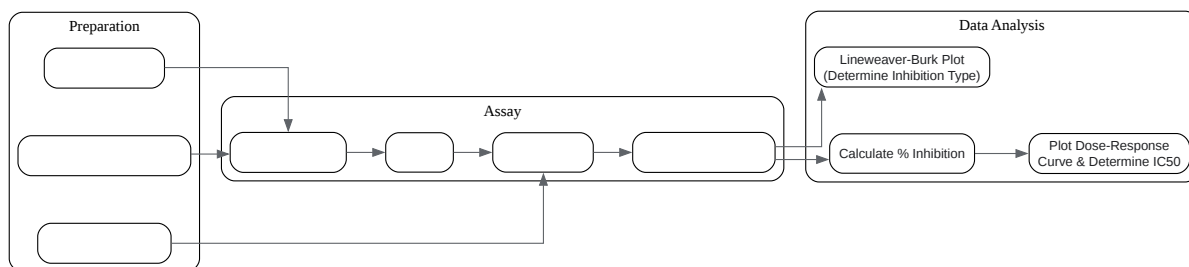 Preparation
Assay
Data Analysis
Lineweaver-Burk Plot
(Determine Inhibition Type)
Calculate % Inhibition
Plot Dose-Response
Curve & Determine IC50